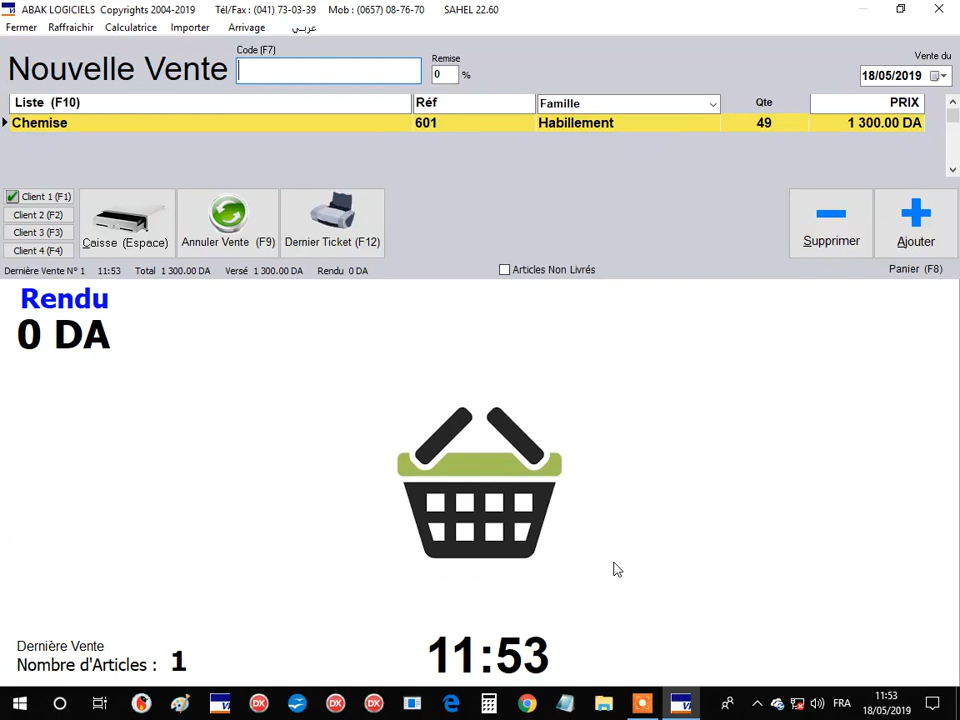 ABAK LOGICIELS Copyrights 2004-2019 Tél/Fax : (041) 73-03-39 Mob : (0657) 08-76-70 SAHEL 22.60
Fermer Raffraichir Calculatrice Importer Arrivage عربـي
Code (F7)
Nouvelle Vente
Remise
0 %
Vente du
18/05/2019
Liste (F10) Réf Famille Qte PRIX
Chemise 601 Habillement 49 1 300.00 DA
Client 1 (F1)
Client 2 (F2)
Client 3 (F3)
Client 4 (F4)
Caisse (Espace)
Annuler Vente (F9)
Dernier Ticket (F12)
Supprimer
Ajouter
Dernière Vente N° 1 11:53 Total 1 300.00 DA Versé 1 300.00 DA Rendu 0 DA
Articles Non Livrés
Panier (F8)
Rendu
0 DA
Dernière Vente
Nombre d'Articles : 1
11:53
DX DX DX
FRA
11:53
18/05/2019